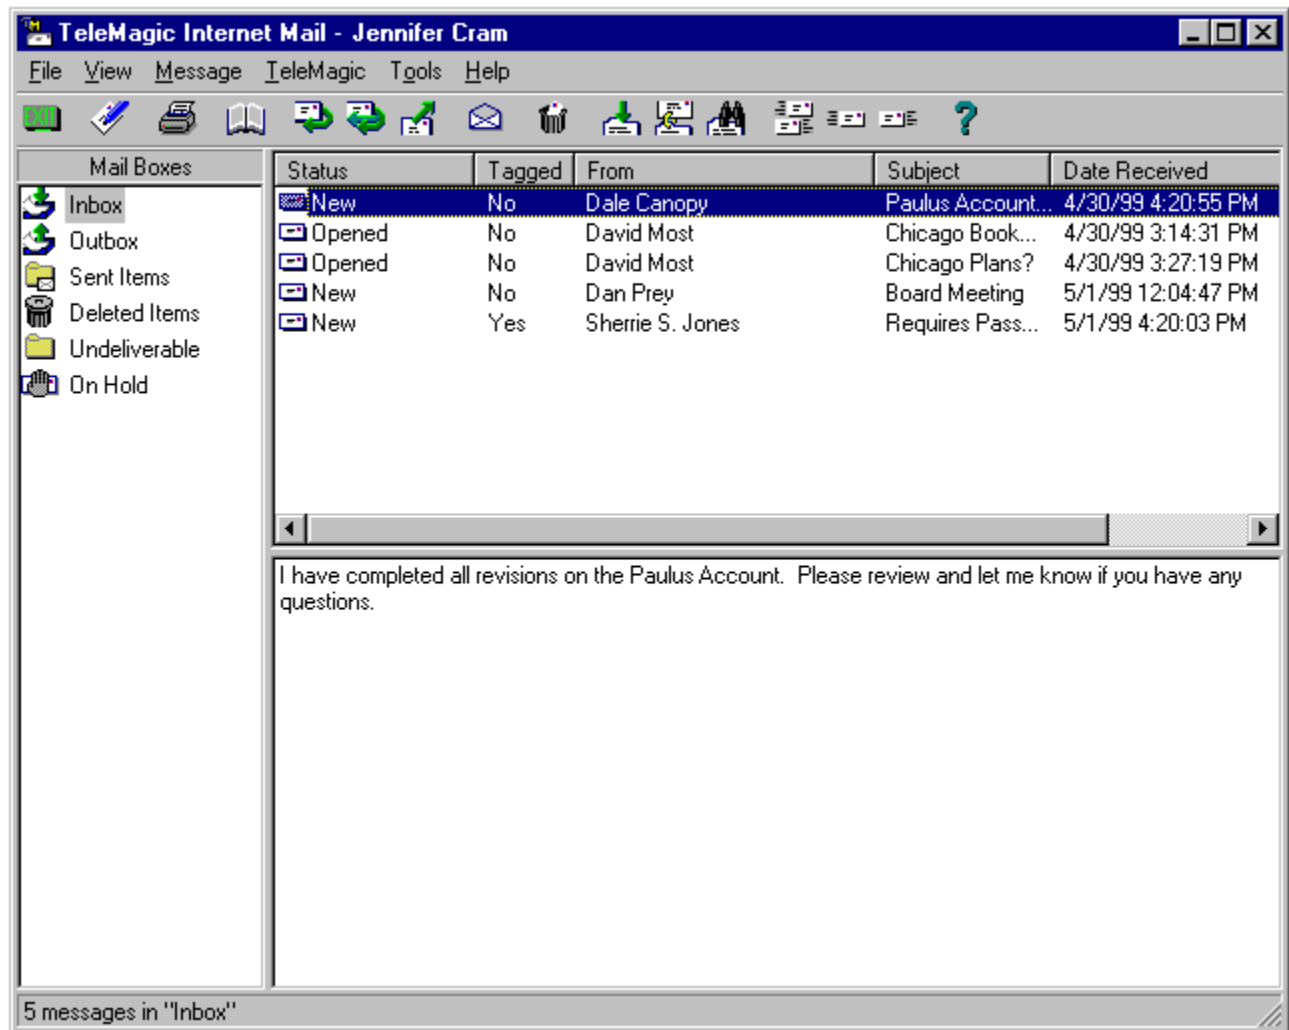 TeleMagic Internet Mail - Jennifer Cram
File View Message TeleMagic Tools Help
EXIT
Mail Boxes
Inbox
Outbox
Sent Items
Deleted Items
Undeliverable
On Hold
Status Tagged From Subject Date Received
New No Dale Canopy Paulus Account... 4/30/99 4:20:55 PM
Opened No David Most Chicago Book... 4/30/99 3:14:31 PM
Opened No David Most Chicago Plans? 4/30/99 3:27:19 PM
New No Dan Prey Board Meeting 5/1/99 12:04:47 PM
New Yes Sherrie S. Jones Requires Pass... 5/1/99 4:20:03 PM
I have completed all revisions on the Paulus Account. Please review and let me know if you have any
questions.
5 messages in "Inbox"